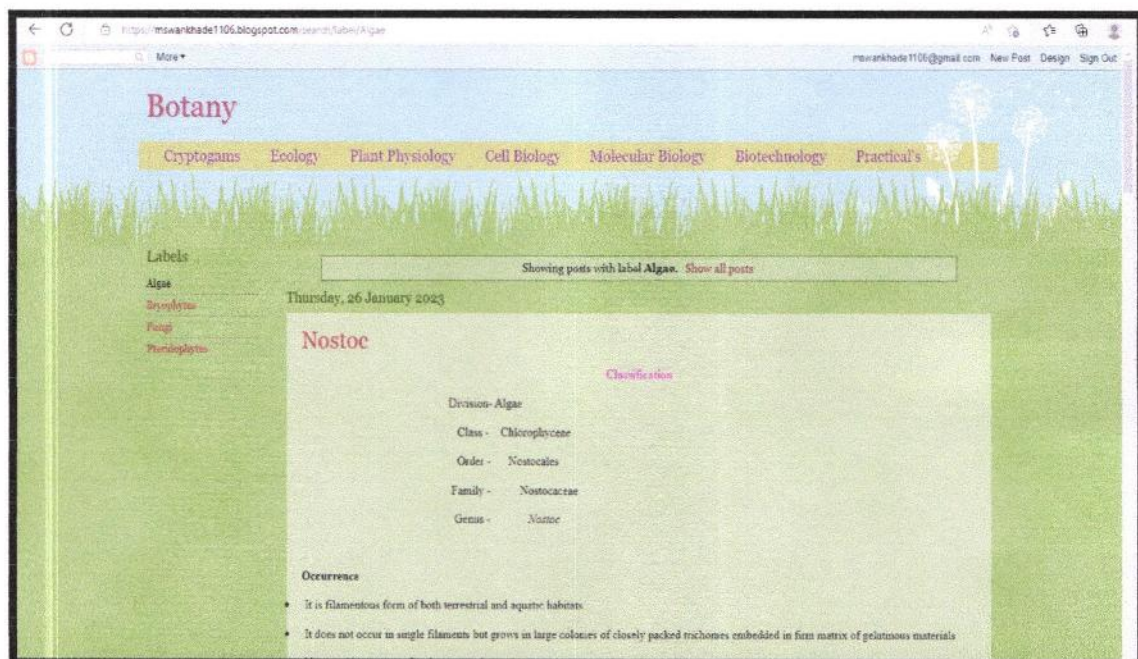 https://mswankhade1106.blogspot.com/search/label/Algae
More
mswankhade1106@gmail.com New Post Design Sign Out
Botany
Cryptogams Ecology Plant Physiology Cell Biology Molecular Biology Biotechnology Practical's
Labels
Showing posts with label Algae. Show all posts
Algae
Thursday, 26 January 2023
Bryophytes
Fungi
Pteridophytes
Nostoc
Classification
Division- Algae
Class - Chlorophyceae
Order - Nostocales
Family - Nostocaceae
Genus - Nostoc
Occurrence
• It is filamentous form of both terrestrial and aquatic habitats
• It does not occur in single filaments but grows in large colonies of closely packed trichomes embedded in firm matrix of gelatinous materials